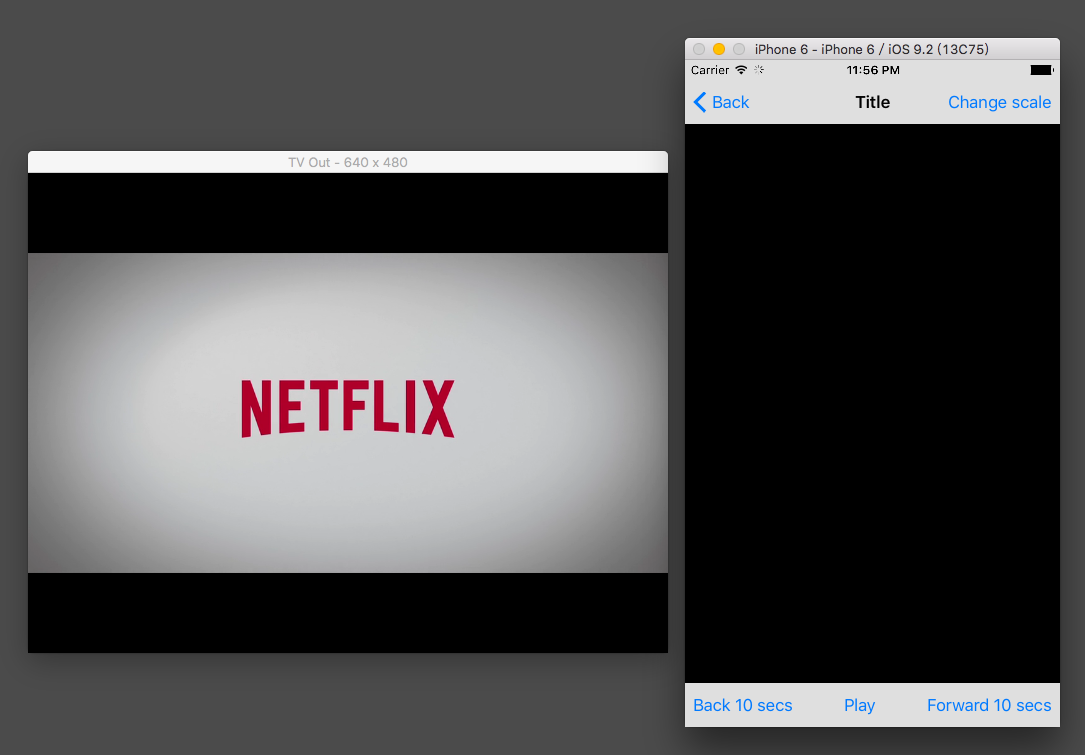 TV Out - 640 x 480
NETFLIX
iPhone 6 - iPhone 6 / iOS 9.2 (13C75)
Carrier 11:56 PM
Back Title Change scale
Back 10 secs Play Forward 10 secs